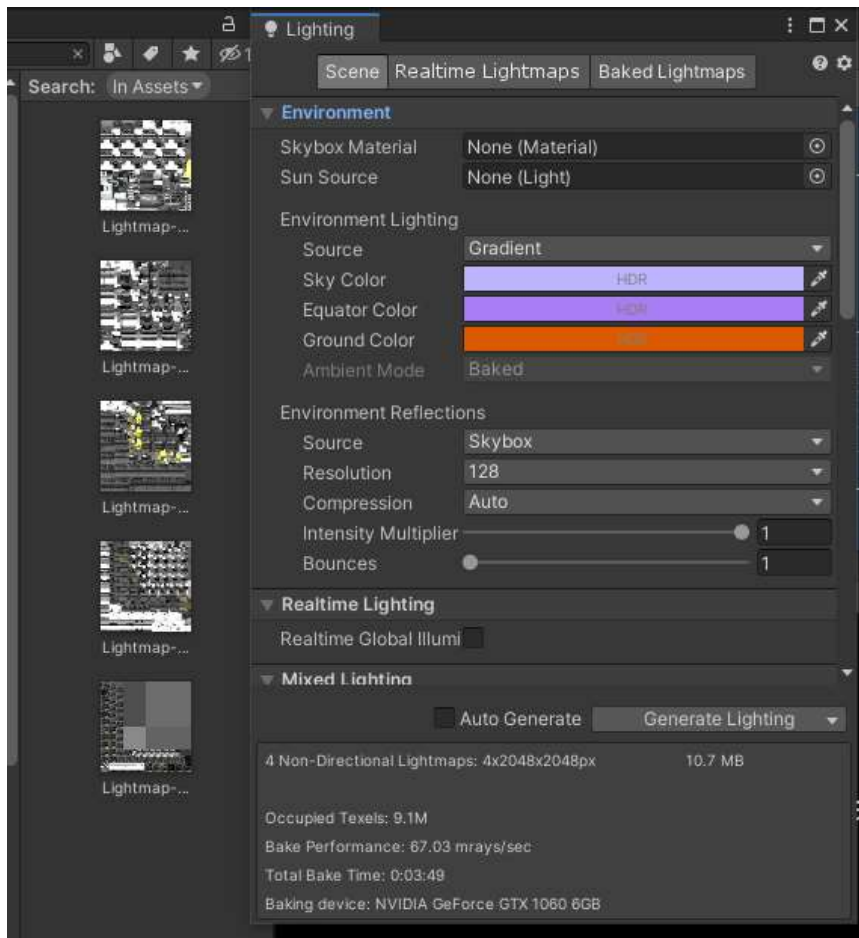 1
Search: In Assets
Lightmap-...
Lightmap-...
Lightmap-...
Lightmap-...
Lightmap-...
Lighting
Scene Realtime Lightmaps Baked Lightmaps
Environment
Skybox Material None (Material)
Sun Source None (Light)
Environment Lighting
Source Gradient
Sky Color HDR
Equator Color HDR
Ground Color HDR
Ambient Mode Baked
Environment Reflections
Source Skybox
Resolution 128
Compression Auto
Intensity Multiplier 1
Bounces 1
Realtime Lighting
Realtime Global Illumi
Mixed Lighting
Auto Generate Generate Lighting
4 Non-Directional Lightmaps: 4x2048x2048px 10.7 MB
Occupied Texels: 9.1M
Bake Performance: 67.03 mrays/sec
Total Bake Time: 0:03:49
Baking device: NVIDIA GeForce GTX 1060 6GB